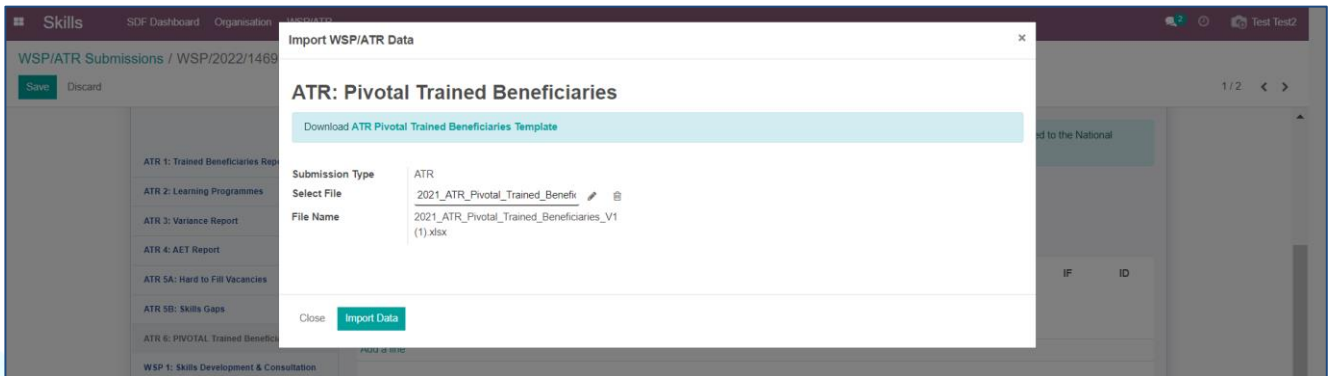 Skills SDF Dashboard Organisation WSP/ATR 2 Test Test2
WSP/ATR Submissions / WSP/2022/1469
Save Discard 1 / 2
Import WSP/ATR Data ×
ATR: Pivotal Trained Beneficiaries
Download ATR Pivotal Trained Beneficiaries Template
Submission Type ATR
Select File 2021_ATR_Pivotal_Trained_Benefic
File Name 2021_ATR_Pivotal_Trained_Beneficiaries_V1
(1).xlsx
Close Import Data
ed to the National
ATR 1: Trained Beneficiaries Rep
ATR 2: Learning Programmes
ATR 3: Variance Report
ATR 4: AET Report
ATR 5A: Hard to Fill Vacancies
ATR 5B: Skills Gaps
ATR 6: PIVOTAL Trained Benefici
WSP 1: Skills Development & Consultation
IF ID
Add a line